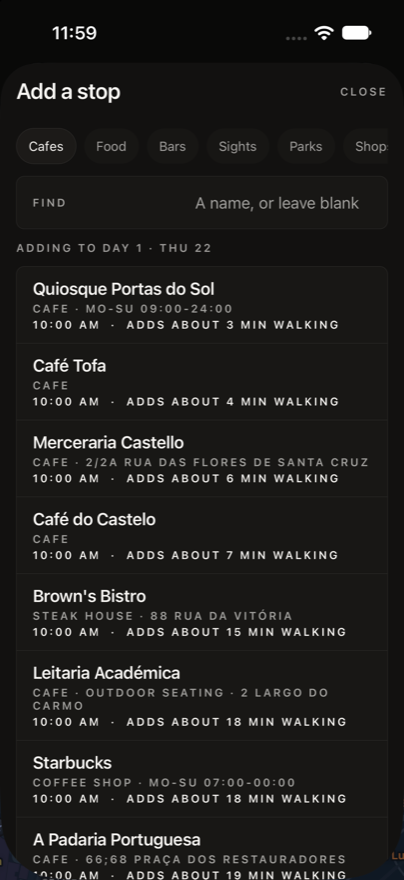 11:59
Add a stop
CLOSE
Cafes
Food
Bars
Sights
Parks
Shops
FIND
A name, or leave blank
ADDING TO DAY 1 · THU 22
Quiosque Portas do Sol
CAFE · MO-SU 09:00-24:00
10:00 AM · ADDS ABOUT 3 MIN WALKING
Café Tofa
CAFE
10:00 AM · ADDS ABOUT 4 MIN WALKING
Merceraria Castello
CAFE · 2/2A RUA DAS FLORES DE SANTA CRUZ
10:00 AM · ADDS ABOUT 6 MIN WALKING
Café do Castelo
CAFE
10:00 AM · ADDS ABOUT 7 MIN WALKING
Brown's Bistro
STEAK HOUSE · 88 RUA DA VITÓRIA
10:00 AM · ADDS ABOUT 15 MIN WALKING
Leitaria Académica
CAFE · OUTDOOR SEATING · 2 LARGO DO
CARMO
10:00 AM · ADDS ABOUT 18 MIN WALKING
Starbucks
COFFEE SHOP · MO-SU 07:00-00:00
10:00 AM · ADDS ABOUT 18 MIN WALKING
A Padaria Portuguesa
CAFE · 66;68 PRAÇA DOS RESTAURADORES
10:00 AM · ADDS ABOUT 19 MIN WALKING